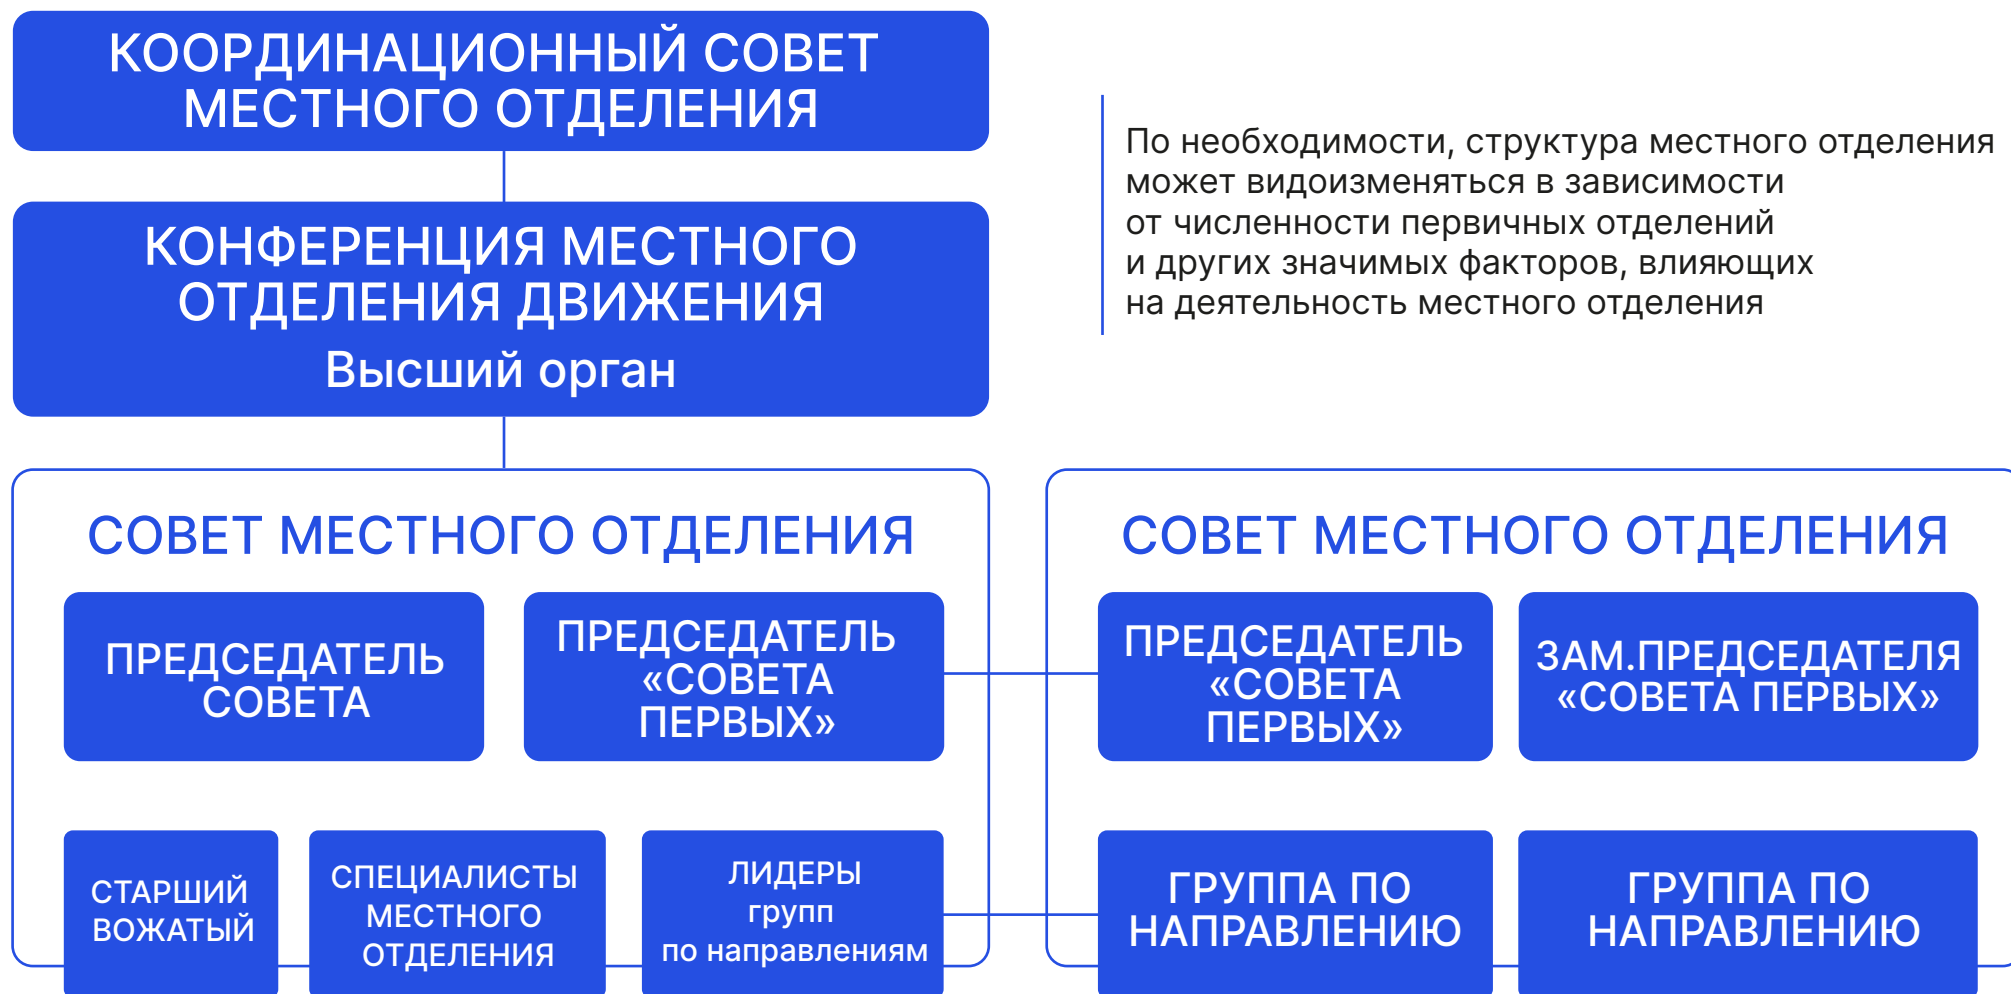 КООРДИНАЦИОННЫЙ СОВЕТ
МЕСТНОГО ОТДЕЛЕНИЯ
КОНФЕРЕНЦИЯ МЕСТНОГО
ОТДЕЛЕНИЯ ДВИЖЕНИЯ
Высший орган
По необходимости, структура местного отделения
может видоизменяться в зависимости
от численности первичных отделений
и других значимых факторов, влияющих
на деятельность местного отделения
СОВЕТ МЕСТНОГО ОТДЕЛЕНИЯ
ПРЕДСЕДАТЕЛЬ
СОВЕТА
ПРЕДСЕДАТЕЛЬ
«СОВЕТА
ПЕРВЫХ»
СТАРШИЙ
ВОЖАТЫЙ
СПЕЦИАЛИСТЫ
МЕСТНОГО
ОТДЕЛЕНИЯ
ЛИДЕРЫ
групп
по направлениям
СОВЕТ МЕСТНОГО ОТДЕЛЕНИЯ
ПРЕДСЕДАТЕЛЬ
«СОВЕТА
ПЕРВЫХ»
ЗАМ.ПРЕДСЕДАТЕЛЯ
«СОВЕТА ПЕРВЫХ»
ГРУППА ПО
НАПРАВЛЕНИЮ
ГРУППА ПО
НАПРАВЛЕНИЮ